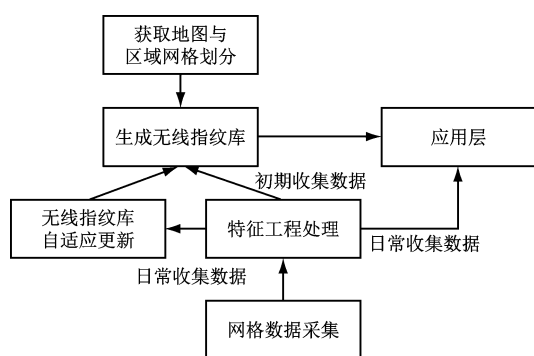 获取地图与
区域网格划分
生成无线指纹库
应用层
初期收集数据
无线指纹库
自适应更新
特征工程处理
日常收集数据
日常收集数据
网格数据采集